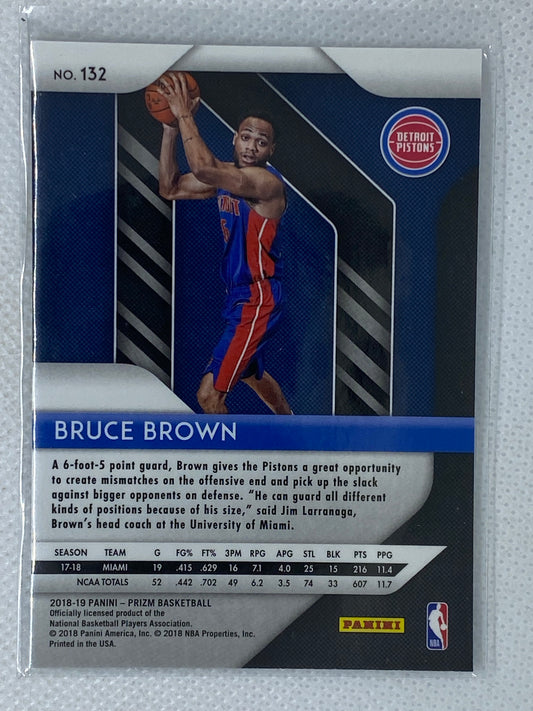 NO. 132
DETROIT
PISTONS
BRUCE BROWN
A 6-foot-5 point guard, Brown gives the Pistons a great opportunity
to create mismatches on the offensive end and pick up the slack
against bigger opponents on defense. “He can guard all different
kinds of positions because of his size,” said Jim Larranaga,
Brown’s head coach at the University of Miami.
SEASON TEAM G FG% FT% 3PM RPG APG STL BLK PTS PPG
17-18 MIAMI 19 .415 .629 16 7.1 4.0 25 15 216 11.4
NCAA TOTALS 52 .442 .702 49 6.2 3.5 74 33 607 11.7
2018-19 PANINI – PRIZM BASKETBALL
Officially licensed product of the
National Basketball Players Association.
© 2018 Panini America, Inc. © 2018 NBA Properties, Inc.
Printed in the USA.
PANINI
NBA